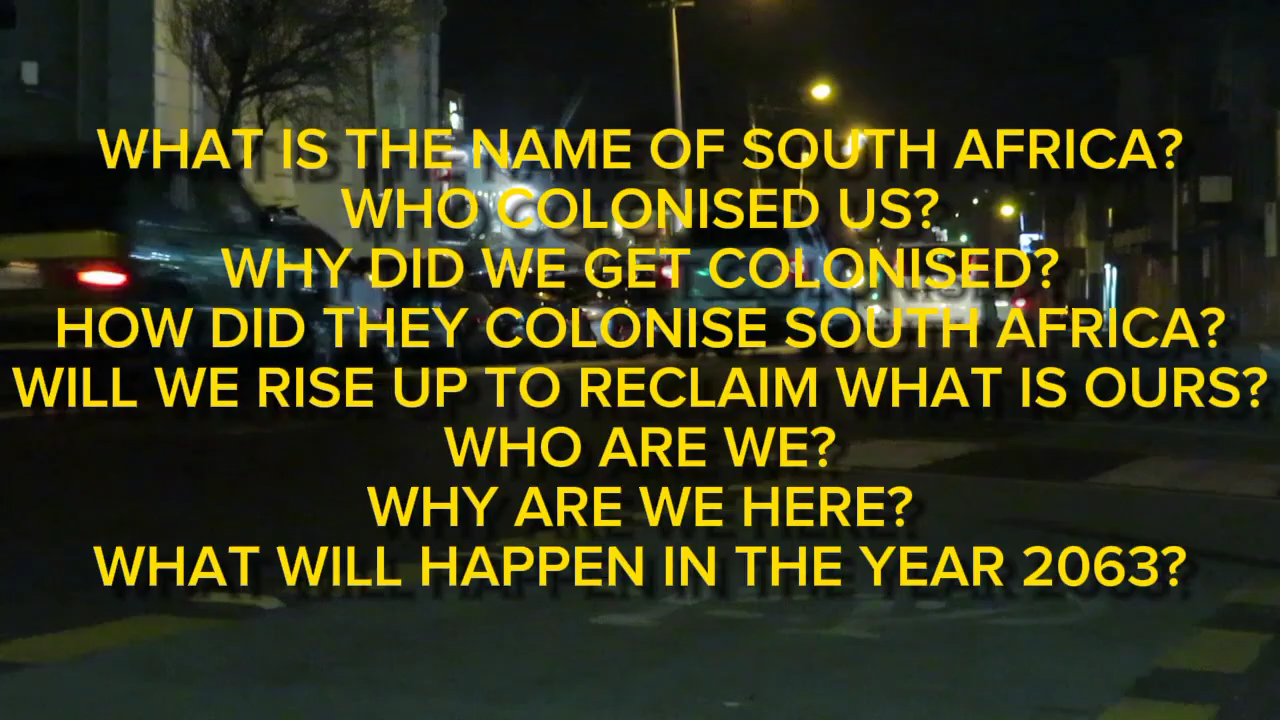 WHAT IS THE NAME OF SOUTH AFRICA?
WHO COLONISED US?
WHY DID WE GET COLONISED?
HOW DID THEY COLONISE SOUTH AFRICA?
WILL WE RISE UP TO RECLAIM WHAT IS OURS?
WHO ARE WE?
WHY ARE WE HERE?
WHAT WILL HAPPEN IN THE YEAR 2063?